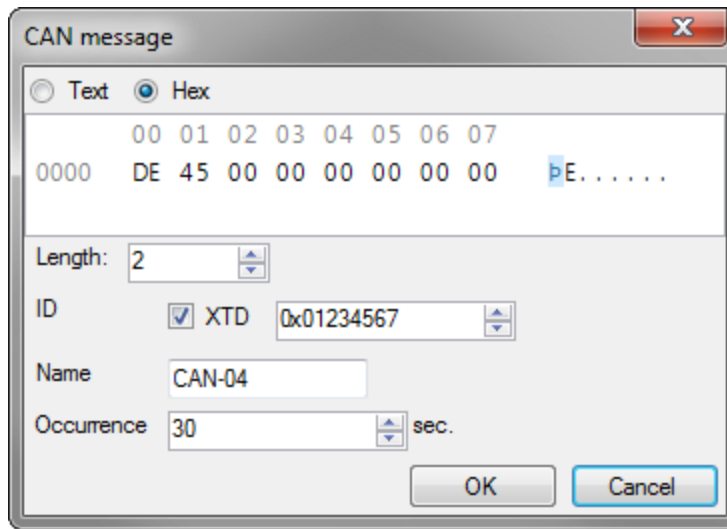 CAN message
Text Hex
00 01 02 03 04 05 06 07
0000 DE 45 00 00 00 00 00 00 ÞE......
Length: 2
ID XTD 0x01234567
Name CAN-04
Occurrence 30 sec.
OK Cancel